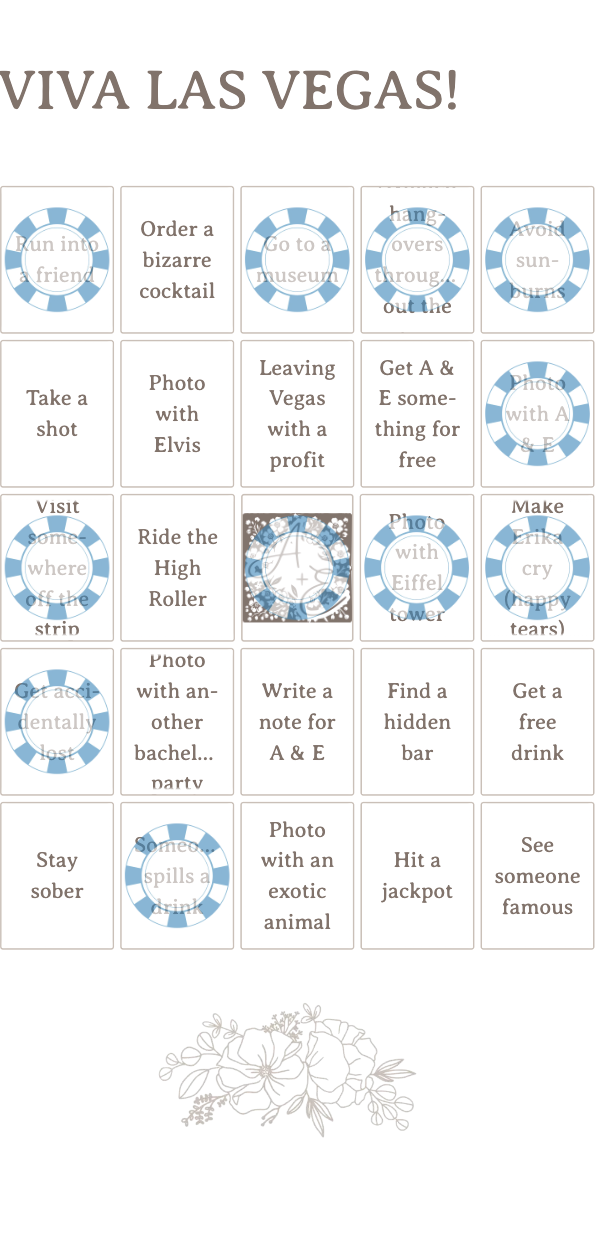 VIVA LAS VEGAS!
Run into
a friend
Order a
bizarre
cocktail
Go to a
museum
hang-
overs
throug...
out the
Avoid
sun-
burns
Take a
shot
Photo
with
Elvis
Leaving
Vegas
with a
profit
Get A &
E some-
thing for
free
Photo
with A
& E
Visit
some-
where
off the
strip
Ride the
High
Roller
A
+
Photo
with
Eiffel
tower
Make
Erika
cry
(happy
tears)
Get acci-
dentally
lost
Photo
with an-
other
bachel...
party
Write a
note for
A & E
Find a
hidden
bar
Get a
free
drink
Stay
sober
Someo...
spills a
drink
Photo
with an
exotic
animal
Hit a
jackpot
See
someone
famous